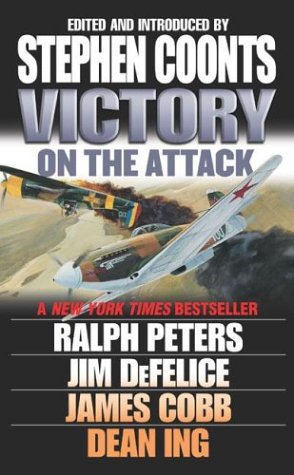 EDITED AND INTRODUCED BY
STEPHEN COONTS
VICTORY
ON THE ATTACK
A NEW YORK TIMES BESTSELLER
RALPH PETERS
JIM DeFELICE
JAMES COBB
DEAN ING